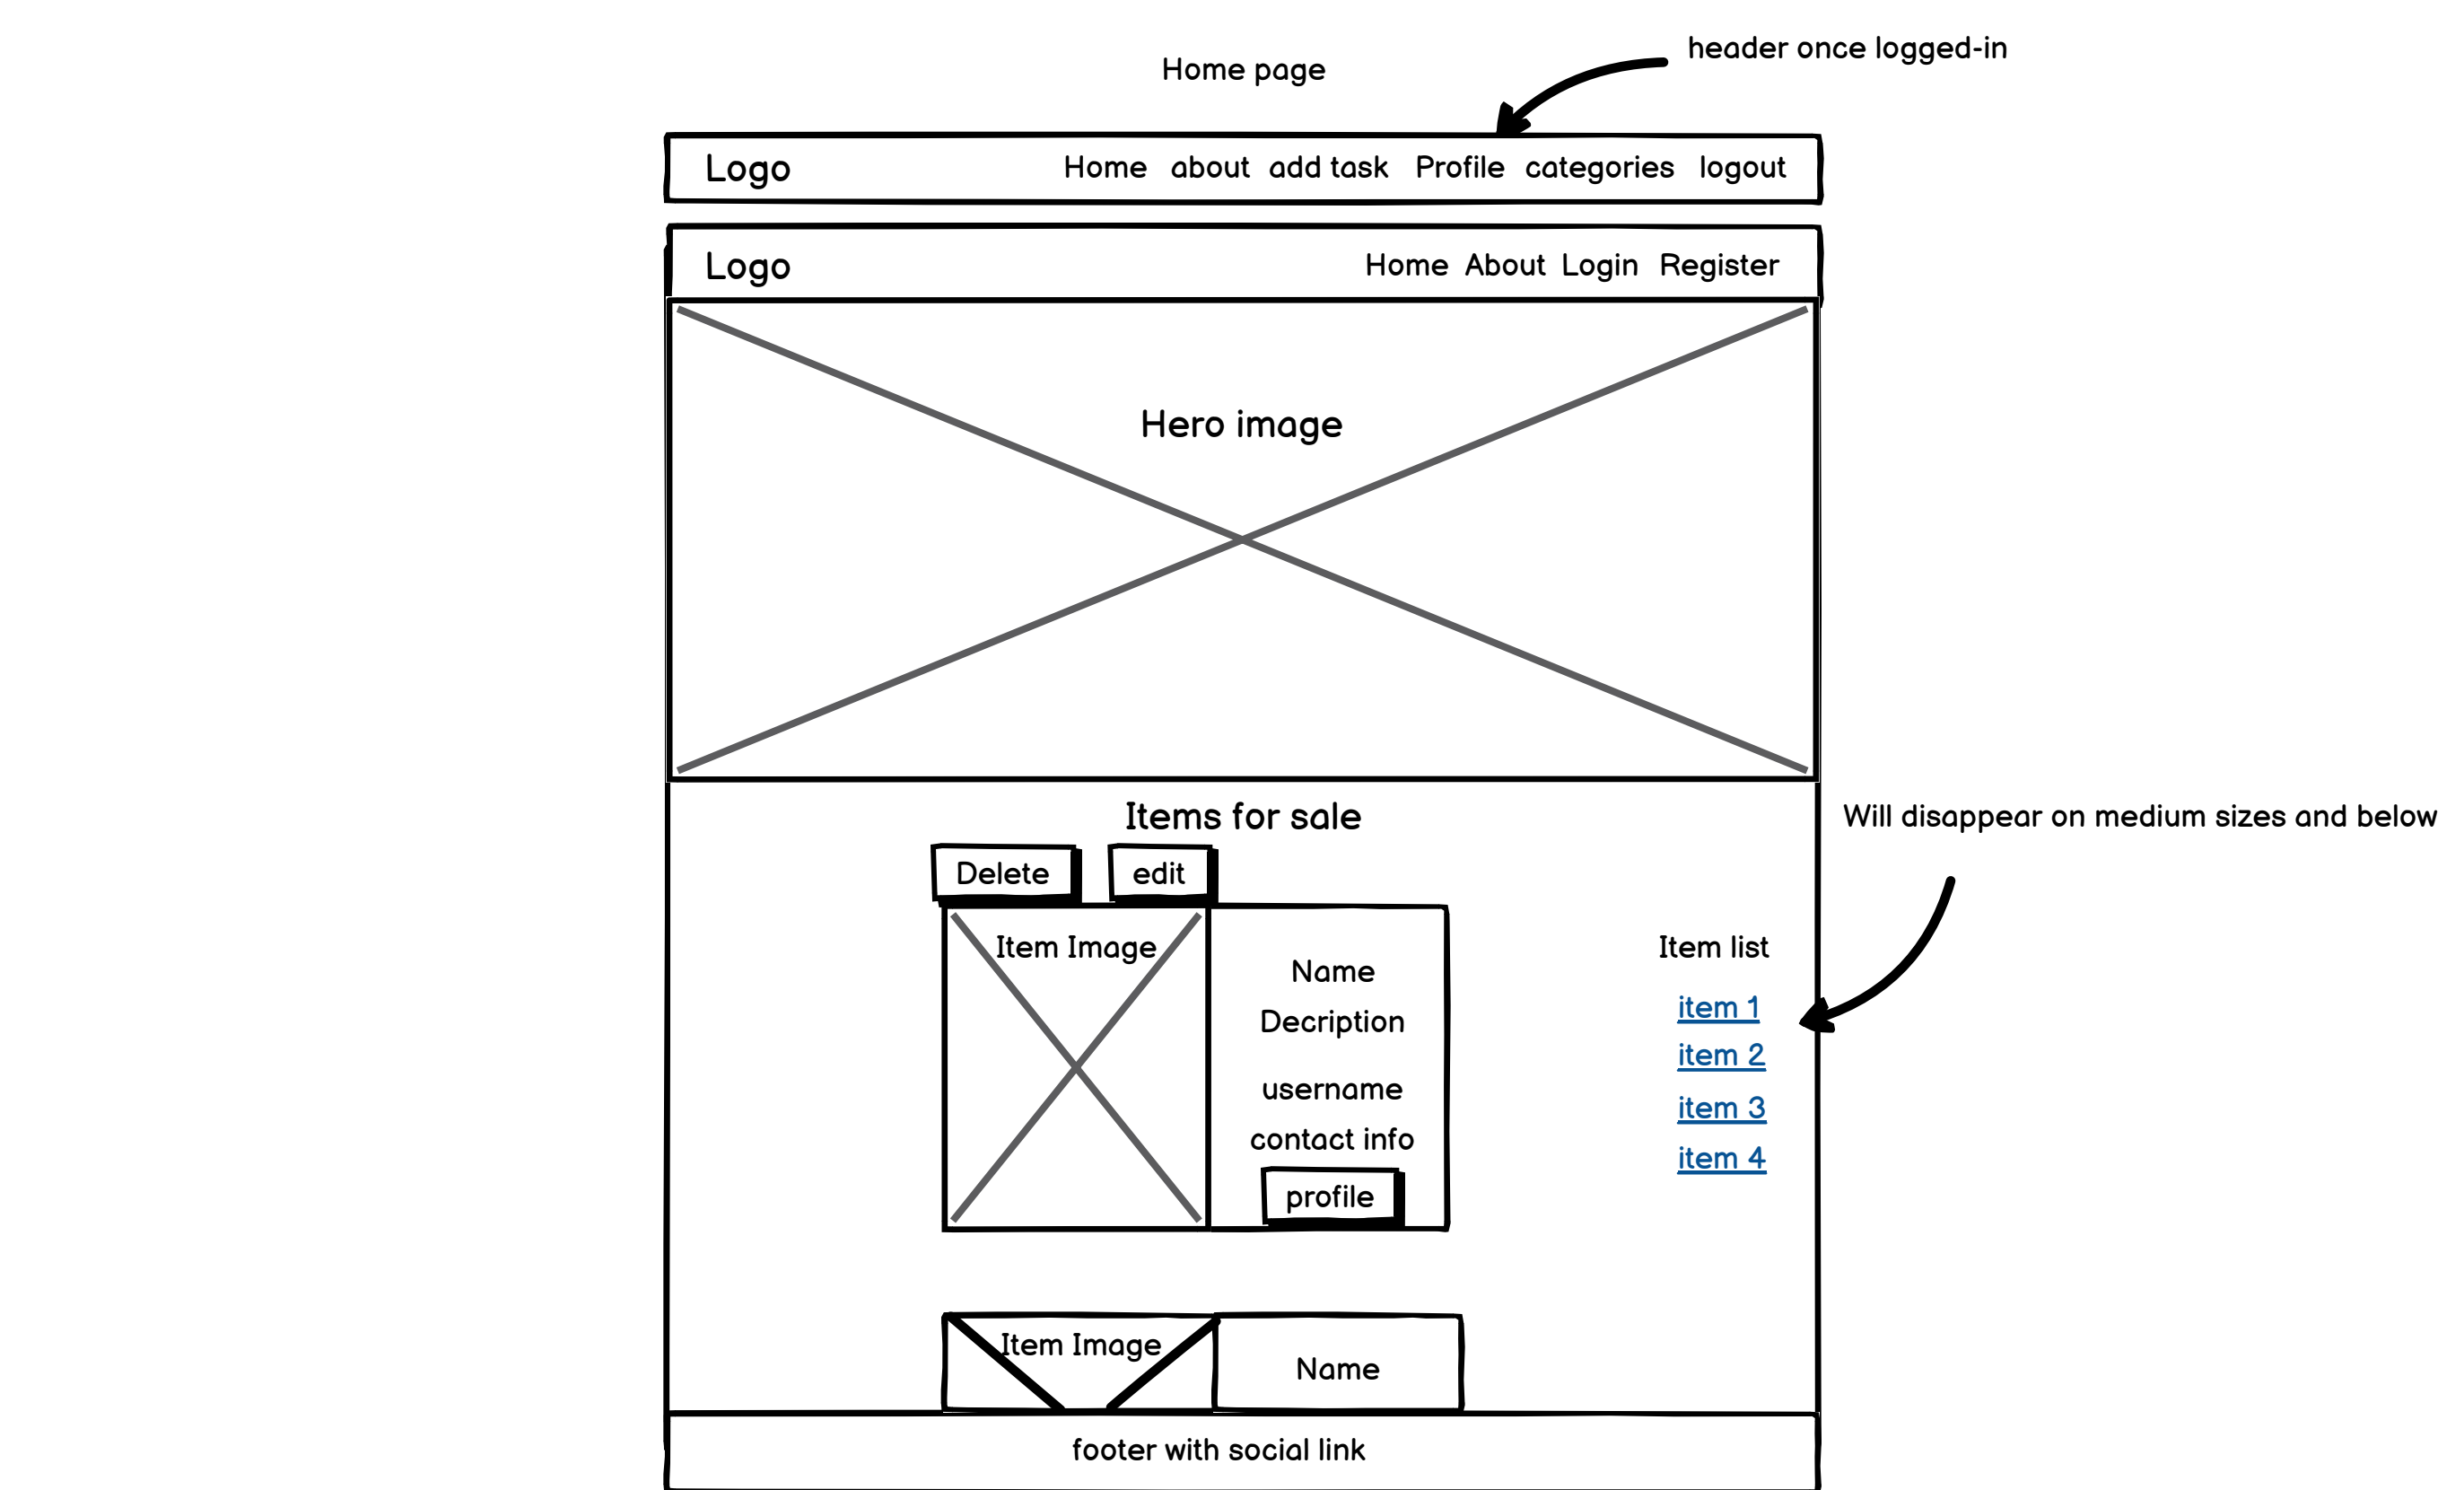 header once logged-in
Home page
Logo Home about add task Profile categories logout
Logo Home About Login Register
Hero image
Items for sale
Will disappear on medium sizes and below
Delete edit
Item Image
Name
Decription
username
contact info
profile
Item list
item 1
item 2
item 3
item 4
Item Image
Name
footer with social link